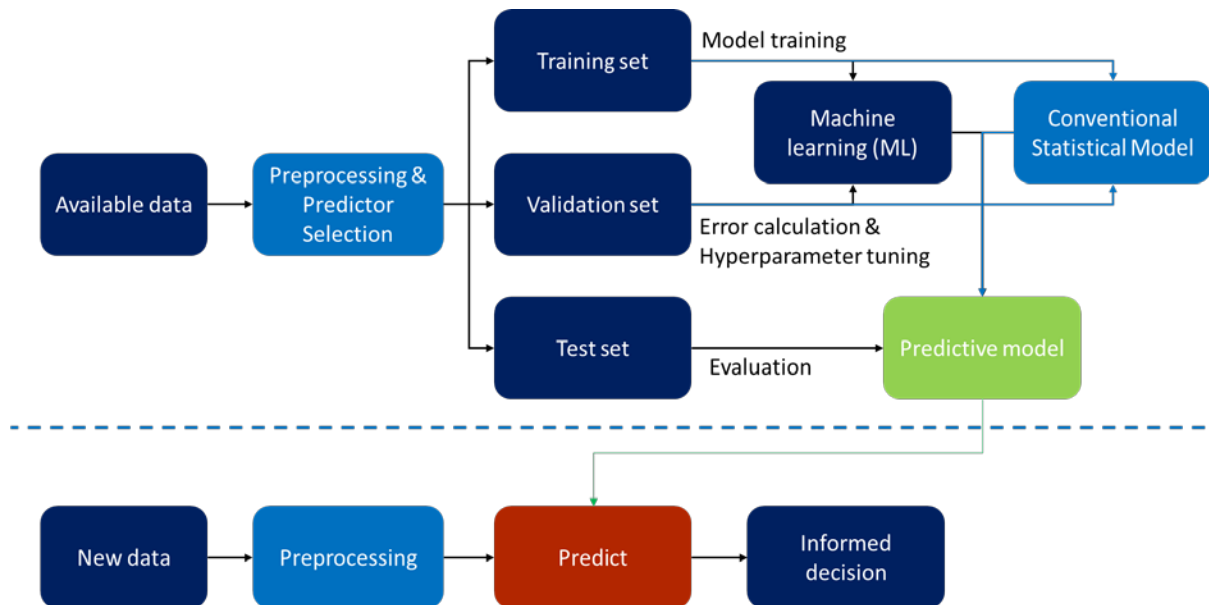 Model training
Training set
Machine
learning (ML)
Conventional
Statistical Model
Available data
Preprocessing &
Predictor
Selection
Validation set
Error calculation &
Hyperparameter tuning
Test set
Evaluation
Predictive model
New data
Preprocessing
Predict
Informed
decision